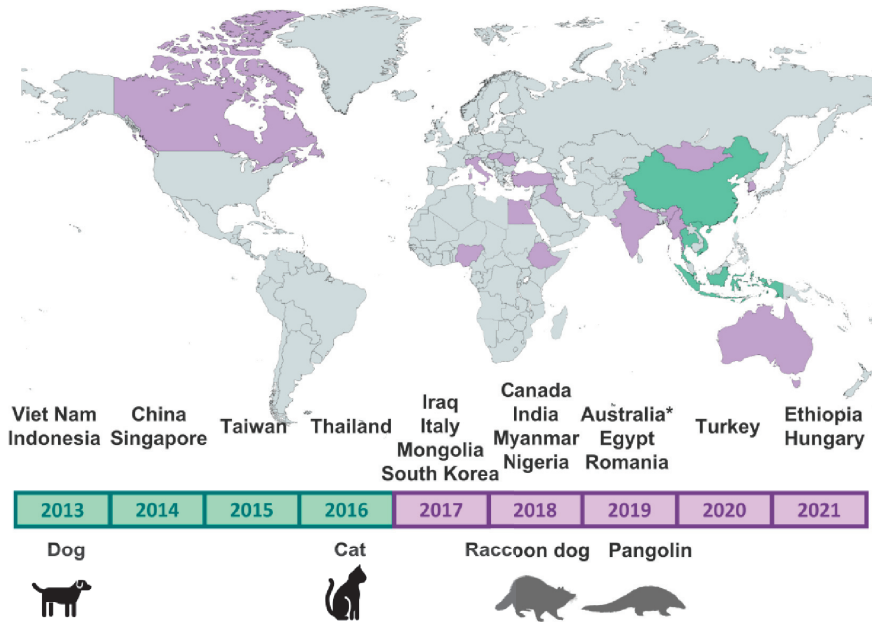 Viet Nam
Indonesia
China
Singapore
Taiwan
Thailand
Iraq
Italy
Mongolia
South Korea
Canada
India
Myanmar
Nigeria
Australia*
Egypt
Romania
Turkey
Ethiopia
Hungary
2013 2014 2015 2016 2017 2018 2019 2020 2021
Dog Cat Raccoon dog Pangolin